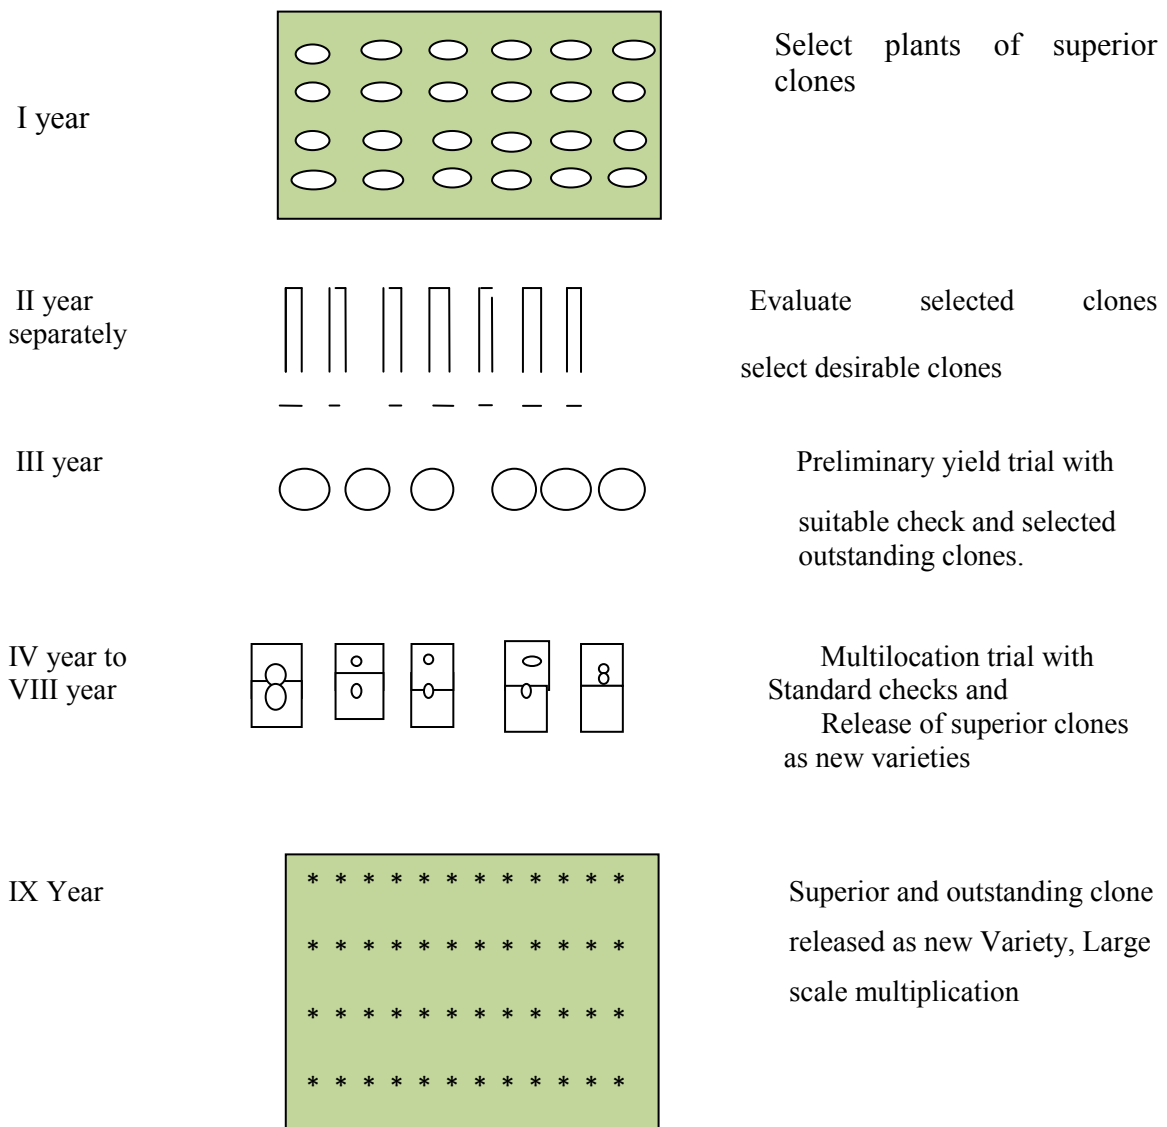 I year
Select plants of superior
clones
II year
separately
Evaluate selected clones
select desirable clones
III year
Preliminary yield trial with
suitable check and selected
outstanding clones.
IV year to
VIII year
Multilocation trial with
Standard checks and
Release of superior clones
as new varieties
IX Year
* * * * * * * * * * * *
* * * * * * * * * * * *
* * * * * * * * * * * *
* * * * * * * * * * * *
Superior and outstanding clone
released as new Variety, Large
scale multiplication